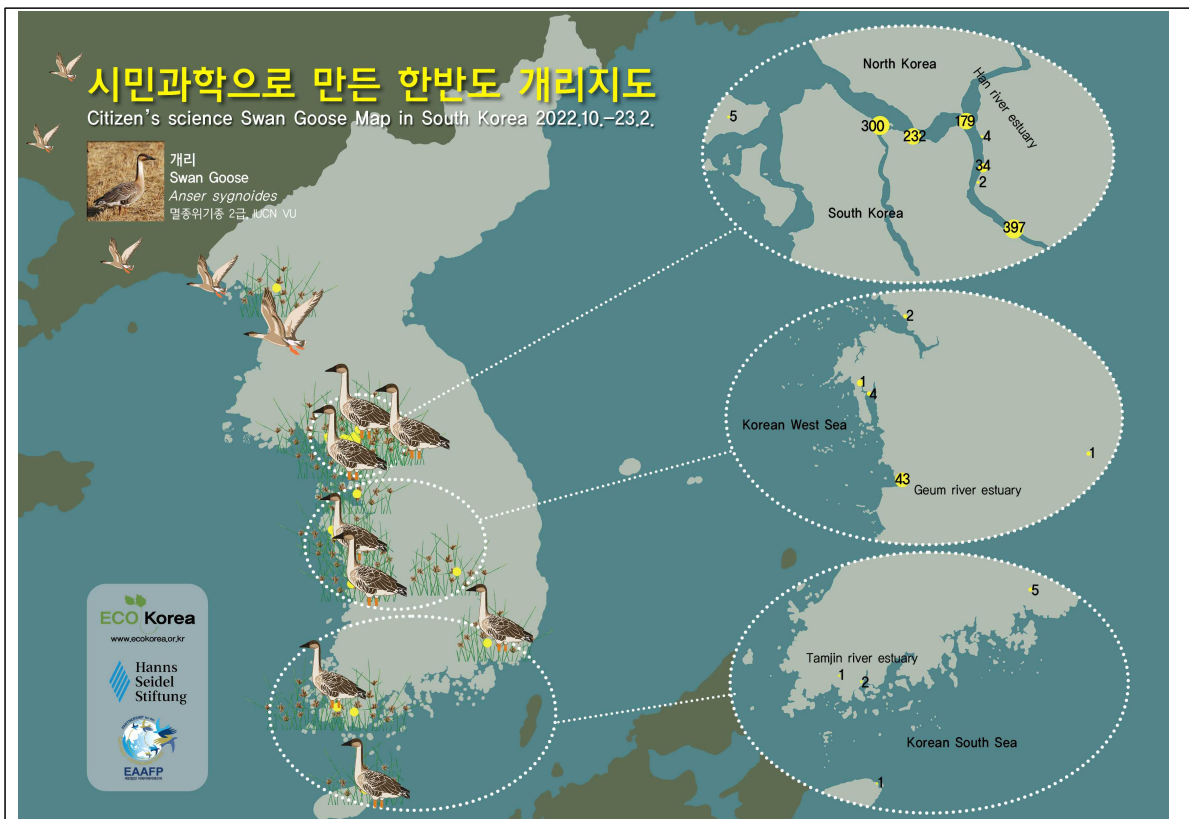 시민과학으로 만든 한반도 개리지도
Citizen's science Swan Goose Map in South Korea 2022.10.-23.2.
개리
Swan Goose
Anser sygnoides
멸종위기종 2급, IUCN VU
North Korea
Han river estuary
5
300
232
179
4
34
2
South Korea
397
2
1
4
Korean West Sea
1
43
Geum river estuary
5
Tamjin river estuary
1
2
Korean South Sea
1
ECO Korea
www.ecokorea.or.kr
Hanns
Seidel
Stiftung
EAAFP